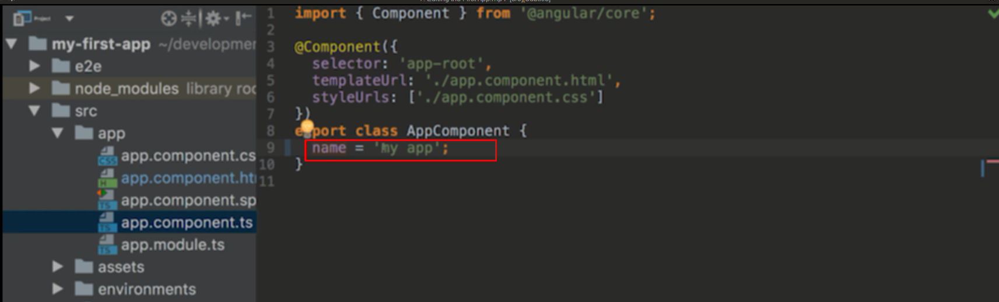 Project
my-first-app ~/developmer
e2e
node_modules library roo
src
app
app.component.cs
app.component.ht
app.component.sp
app.component.ts
app.module.ts
assets
environments
1 import { Component } from '@angular/core';
2
3 @Component({
4 selector: 'app-root',
5 templateUrl: './app.component.html',
6 styleUrls: ['./app.component.css']
7 })
8 export class AppComponent {
9 name = 'my app';
10 }
11